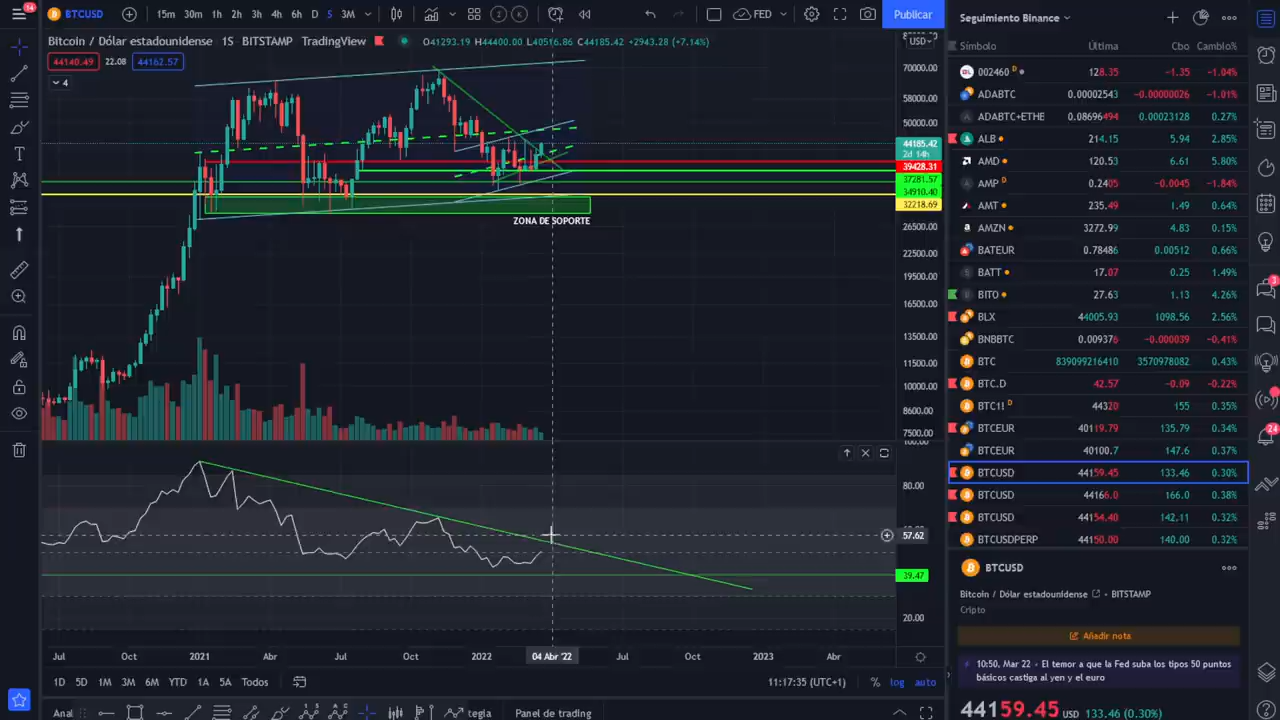 14
BTCUSD
15m 30m 1h 2h 3h 4h 6h D S 3M
FED
Publicar
Seguimiento Binance
Bitcoin / Dólar estadounidense 1S BITSTAMP TradingView
O41293.19 H44400.00 L40516.86 C44185.42 +2943.28 (+7.14%)
USD
44140.49 22.08 44162.57
4
70000.00
58000.00
50000.00
44185.42
2d 14h
39428.31
37281.57
34910.40
32218.69
26500.00
22500.00
19500.00
16500.00
13500.00
11500.00
10000.00
8600.00
7500.00
ZONA DE SOPORTE
100.00
80.00
57.62
39.47
20.00
Jul Oct 2021 Abr Jul Oct 2022 04 Abr '22 Jul Oct 2023 Abr
1D 5D 1M 3M 6M YTD 1A 5A Todos
11:17:35 (UTC+1) % log auto
Anal
tegia
Panel de trading
Símbolo Última Cbo Cambio%
002460 D 128.35 -1.35 -1.04%
ADABTC 0.00002543 -0.00000026 -1.01%
ADABTC+ETHE 0.08696494 0.00023128 0.27%
ALB 214.15 5.94 2.85%
AMD 120.53 6.61 5.80%
AMP D 0.2405 -0.0045 -1.84%
AMT 235.49 1.49 0.64%
AMZN 3272.99 4.83 0.15%
BATEUR 0.78486 0.00512 0.66%
BATT 17.07 0.25 1.49%
BITO 27.63 1.13 4.26%
BLX 44005.93 1098.56 2.56%
BNBBTC 0.009376 -0.000039 -0.41%
BTC 839099216410 3570978082 0.43%
BTC.D 42.57 -0.09 -0.22%
BTC1! D 44320 155 0.35%
BTCEUR 40119.79 135.79 0.34%
BTCEUR 40100.7 147.6 0.37%
BTCUSD 44159.45 133.46 0.30%
BTCUSD 44166.0 166.0 0.38%
BTCUSD 44154.40 142.11 0.32%
BTCUSDPERP 44150.00 140.00 0.32%
BTCUSD
Bitcoin / Dólar estadounidense • BITSTAMP
Cripto
Añadir nota
10:50, Mar 22 • El temor a que la Fed suba los tipos 50 puntos
básicos castiga al yen y el euro
44159.45 USD 133.46 (0.30%)
3
24